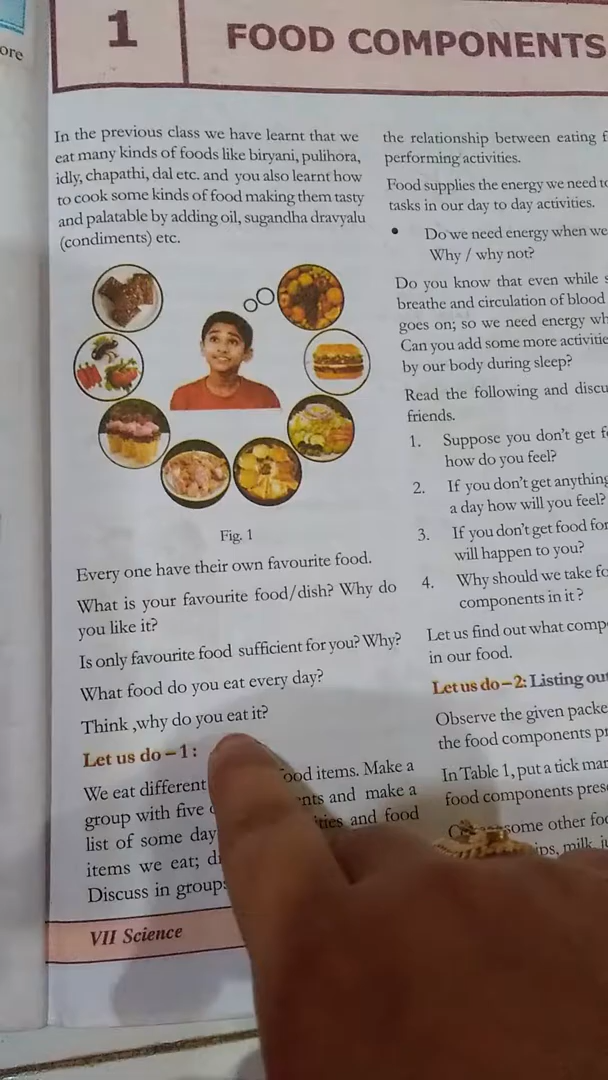 ore
1
FOOD COMPONENTS
In the previous class we have learnt that we
eat many kinds of foods like biryani, pulihora,
idly, chapathi, dal etc. and you also learnt how
to cook some kinds of food making them tasty
and palatable by adding oil, sugandha dravyalu
(condiments) etc.
Fig. 1
Every one have their own favourite food.
What is your favourite food/dish? Why do
you like it?
Is only favourite food sufficient for you? Why?
What food do you eat every day?
Think ,why do you eat it?
Let us do – 1:
We eat different ood items. Make a
group with five nts and make a
list of some day ities and food
items we eat;
Discuss in group
VII Science
the relationship between eating f
performing activities.
Food supplies the energy we need to
tasks in our day to day activities.
• Do we need energy when we
Why / why not?
Do you know that even while s
breathe and circulation of blood
goes on; so we need energy wh
Can you add some more activitie
by our body during sleep?
Read the following and discu
friends.
1. Suppose you don't get f
how do you feel?
2. If you don't get anything
a day how will you feel?
3. If you don't get food for
will happen to you?
4. Why should we take fo
components in it?
Let us find out what comp
in our food.
Let us do – 2: Listing out
Observe the given packe
the food components pr
In Table 1, put a tick mar
food components pres
some other foo
ips, milk, ju